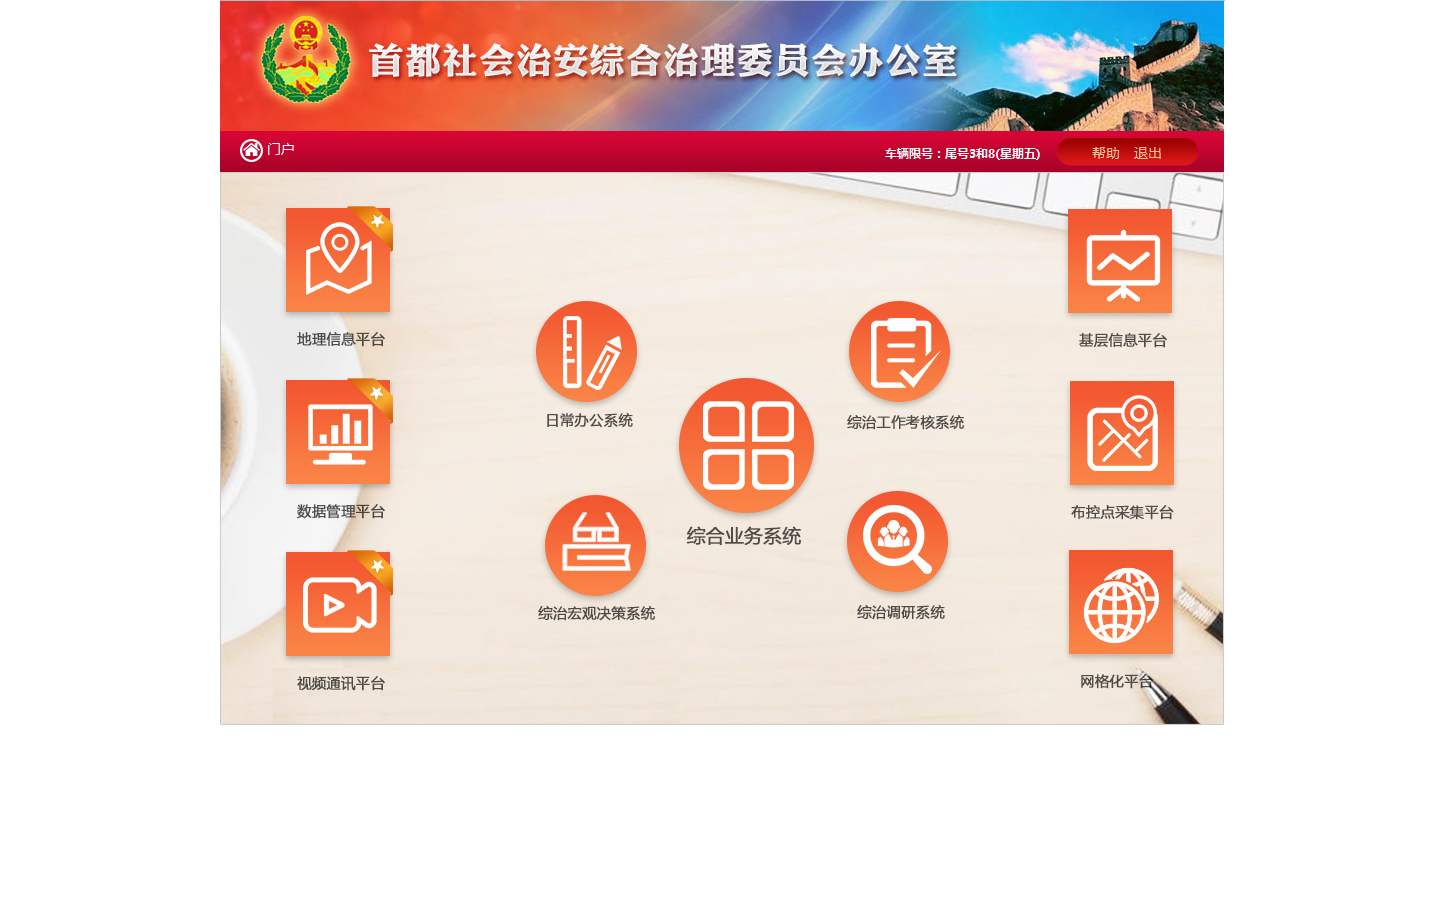 首都社会治安综合治理委员会办公室
门户
车辆限号：尾号3和8(星期五)
帮助 退出
地理信息平台
数据管理平台
视频通讯平台
日常办公系统
综治宏观决策系统
综合业务系统
综治工作考核系统
综治调研系统
基层信息平台
布控点采集平台
网格化平台